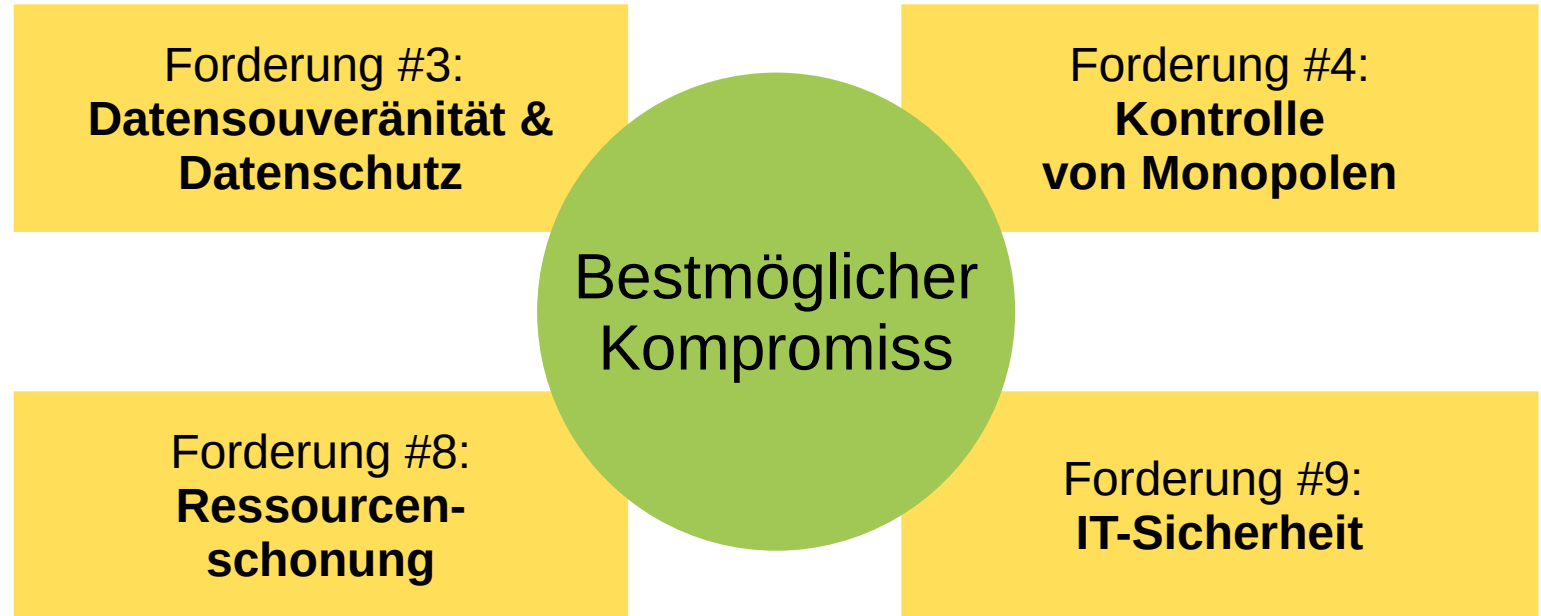 Forderung #3:
Datensouveränität &
Datenschutz
Forderung #4:
Kontrolle
von Monopolen
Bestmöglicher
Kompromiss
Forderung #8:
Ressourcen-
schonung
Forderung #9:
IT-Sicherheit